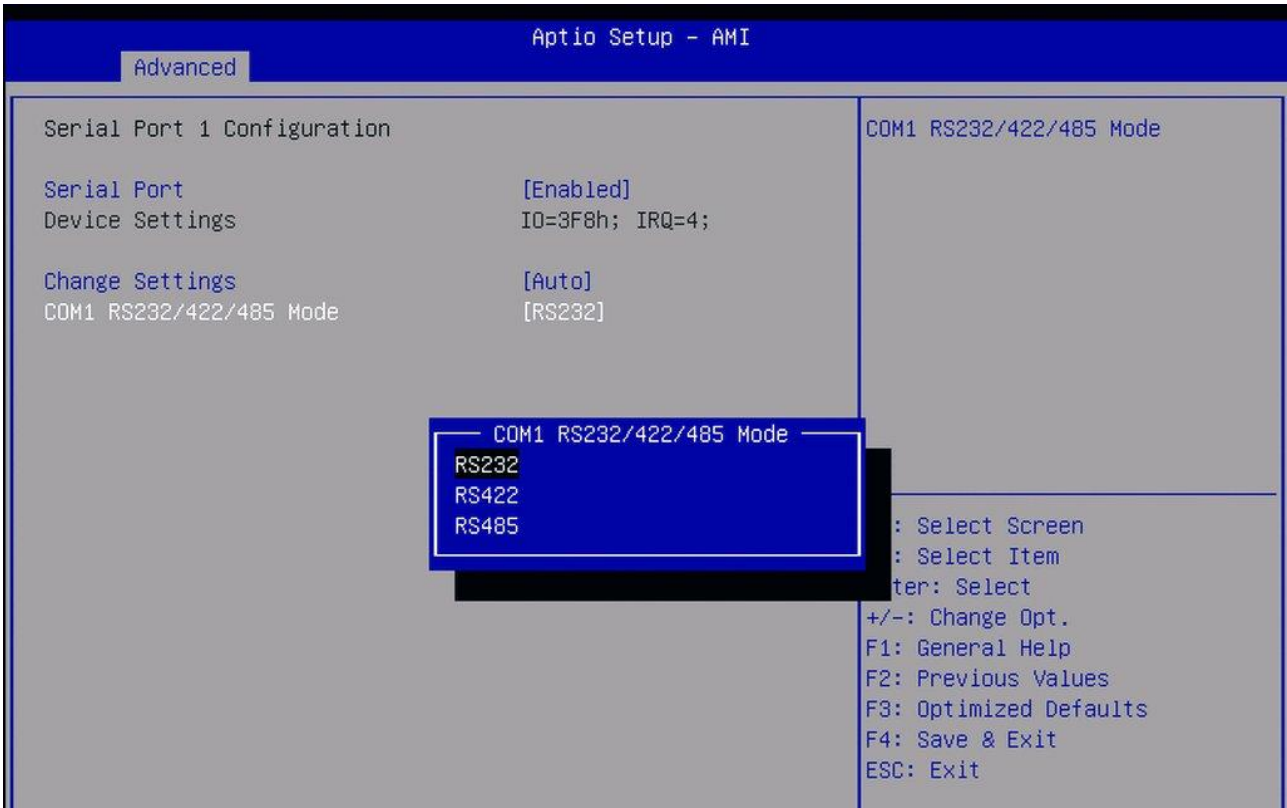 Aptio Setup – AMI
Advanced
Serial Port 1 Configuration
Serial Port [Enabled]
Device Settings IO=3F8h; IRQ=4;
Change Settings [Auto]
COM1 RS232/422/485 Mode [RS232]
COM1 RS232/422/485 Mode
COM1 RS232/422/485 Mode
RS232
RS422
RS485
: Select Screen
: Select Item
ter: Select
+/-: Change Opt.
F1: General Help
F2: Previous Values
F3: Optimized Defaults
F4: Save & Exit
ESC: Exit